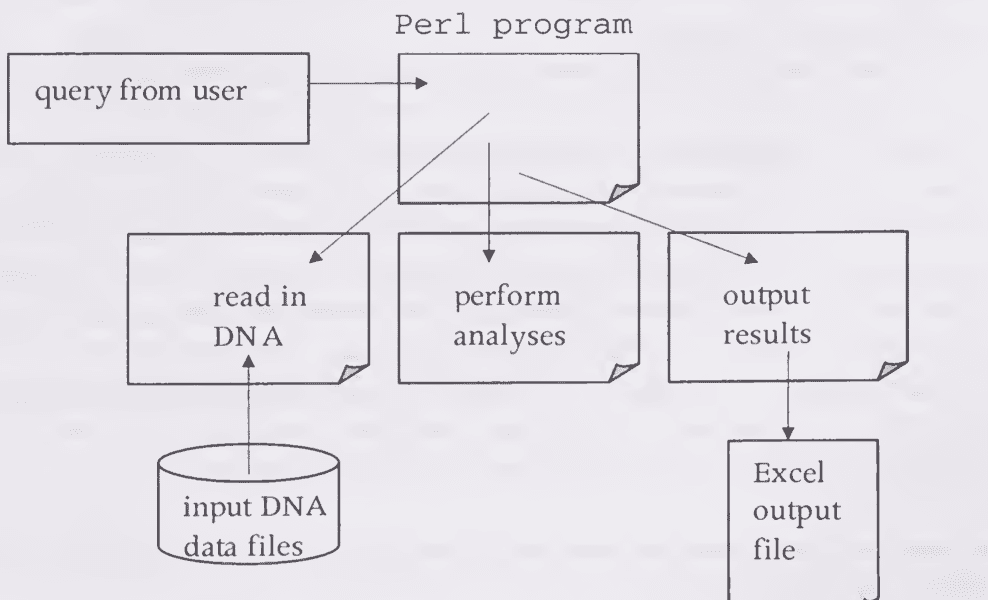 Perl program
query from user
read in
DNA
perform
analyses
output
results
input DNA
data files
Excel
output
file